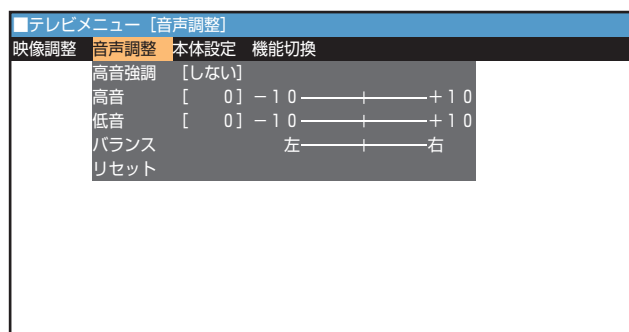 ■テレビメニュー［音声調整］
映像調整 音声調整 本体設定 機能切換
高音強調 ［しない］
高音 ［ ０］－１０ ＋１０
低音 ［ ０］－１０ ＋１０
バランス 左 右
リセット